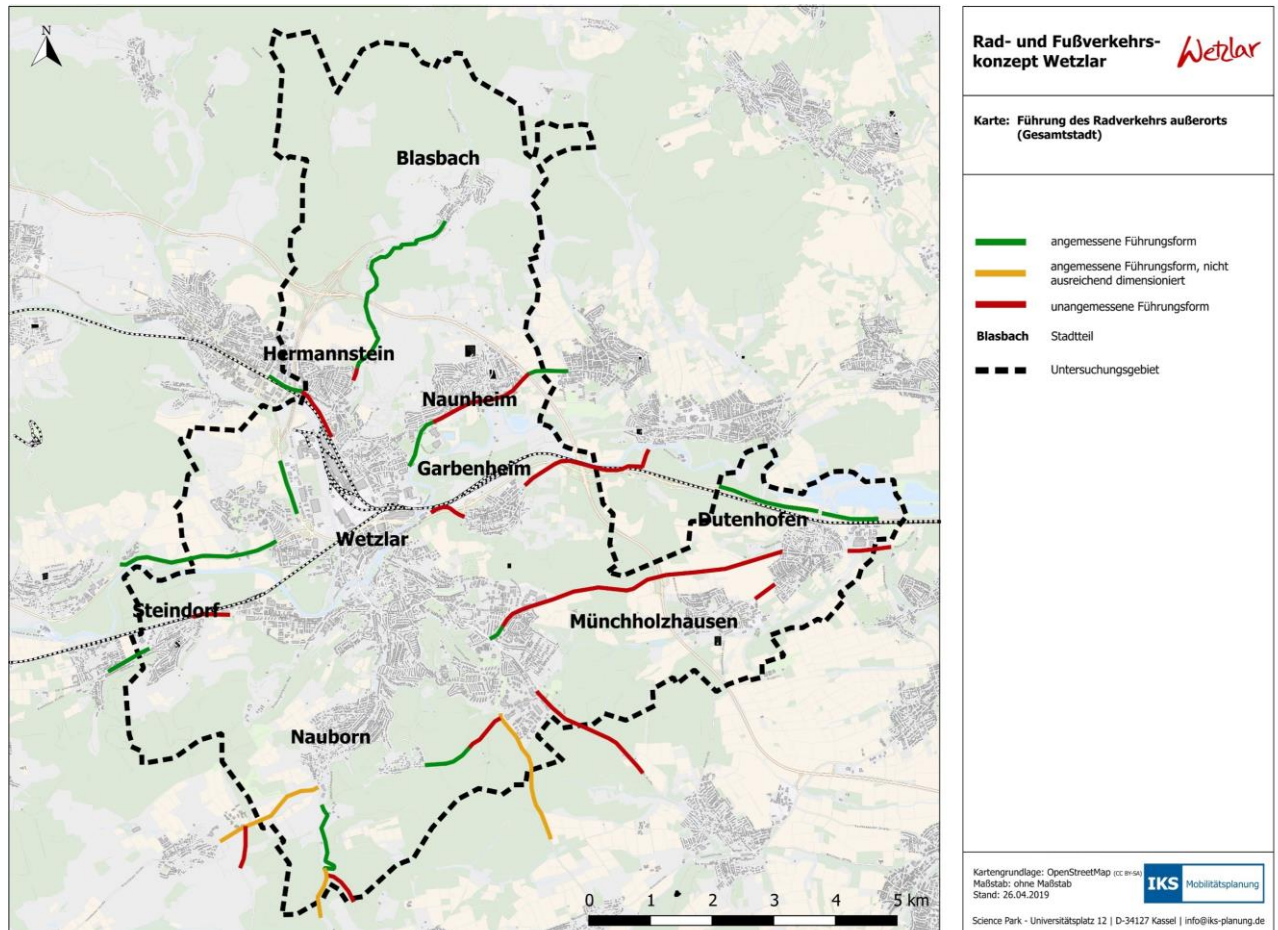 N
Blasbach
Hermannstein
Naunheim
Garbenheim
Dutenhofen
Wetzlar
Steindorf
Münchholzhausen
Nauborn
0 1 2 3 4 5 km
Rad- und Fußverkehrs-
konzept Wetzlar
Wetzlar
Karte: Führung des Radverkehrs außerorts
(Gesamtstadt)
angemessene Führungsform
angemessene Führungsform, nicht
ausreichend dimensioniert
unangemessene Führungsform
Blasbach Stadtteil
Untersuchungsgebiet
Kartengrundlage: OpenStreetMap (CC BY-SA)
Maßstab: ohne Maßstab
Stand: 26.04.2019
IKS Mobilitätsplanung
Science Park - Universitätsplatz 12 | D-34127 Kassel | info@iks-planung.de